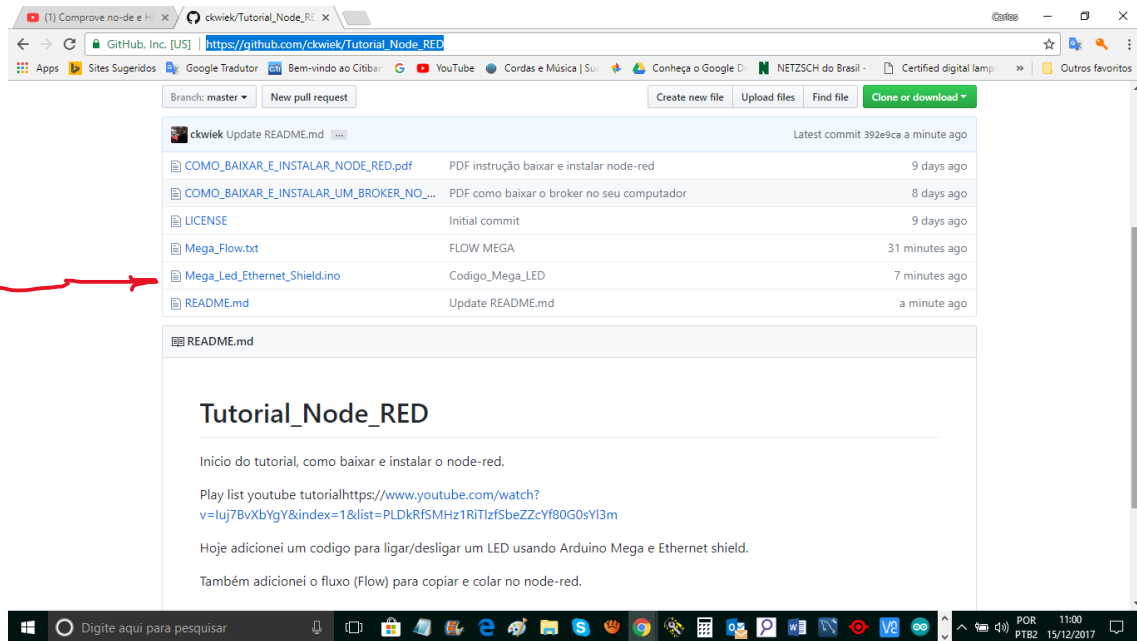 (1) Comprove no-de e H
ckwiek/Tutorial_Node_RE
Carlos
GitHub, Inc. [US] https://github.com/ckwiek/Tutorial_Node_RED
Apps Sites Sugeridos Google Tradutor Bem-vindo ao Citiban YouTube Cordas e Música | Su Conheça o Google D NETZSCH do Brasil - Certified digital lamp » Outros favoritos
Branch: master New pull request Create new file Upload files Find file Clone or download
ckwiek Update README.md ... Latest commit 392e9ca a minute ago
COMO_BAIXAR_E_INSTALAR_NODE_RED.pdf PDF instrução baixar e instalar node-red 9 days ago
COMO_BAIXAR_E_INSTALAR_UM_BROKER_NO_... PDF como baixar o broker no seu computador 8 days ago
LICENSE Initial commit 9 days ago
Mega_Flow.txt FLOW MEGA 31 minutes ago
Mega_Led_Ethernet_Shield.ino Codigo_Mega_LED 7 minutes ago
README.md Update README.md a minute ago
README.md
Tutorial_Node_RED
Inicio do tutorial, como baixar e instalar o node-red.
Play list youtube tutorialhttps://www.youtube.com/watch?
v=Iuj7BvXbYgY&index=1&list=PLDkRfSMHz1RiTlzfSbeZZcYf80G0sYl3m
Hoje adicionei um codigo para ligar/desligar um LED usando Arduino Mega e Ethernet shield.
Também adicionei o fluxo (Flow) para copiar e colar no node-red.
Digite aqui para pesquisar
POR 11:00
PTB2 15/12/2017